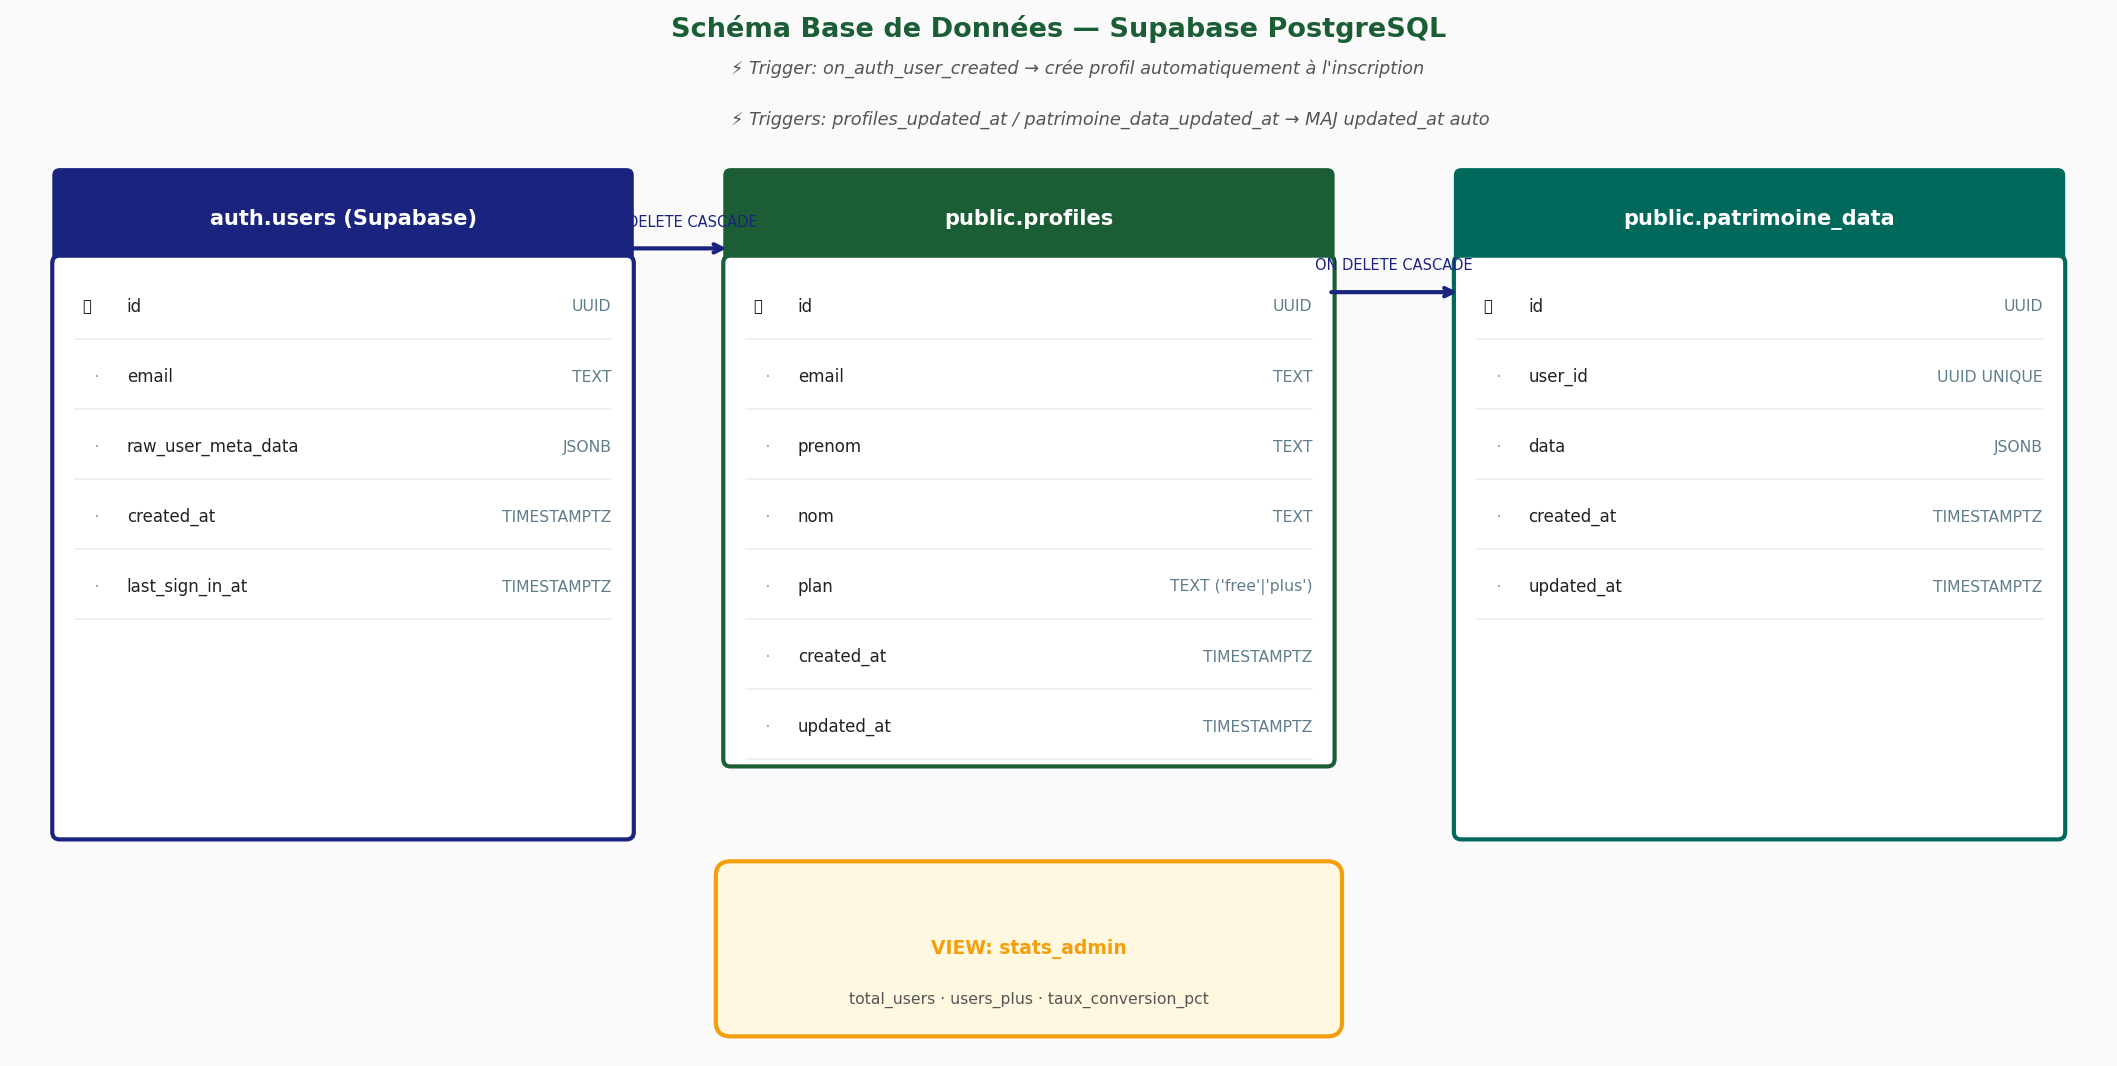 Schéma Base de Données — Supabase PostgreSQL
⚡ Trigger: on_auth_user_created → crée profil automatiquement à l'inscription
⚡ Triggers: profiles_updated_at / patrimoine_data_updated_at → MAJ updated_at auto
auth.users (Supabase)
id UUID
· email TEXT
· raw_user_meta_data JSONB
· created_at TIMESTAMPTZ
· last_sign_in_at TIMESTAMPTZ
DELETE CASCADE
public.profiles
id UUID
· email TEXT
· prenom TEXT
· nom TEXT
· plan TEXT ('free'|'plus')
· created_at TIMESTAMPTZ
· updated_at TIMESTAMPTZ
ON DELETE CASCADE
public.patrimoine_data
id UUID
· user_id UUID UNIQUE
· data JSONB
· created_at TIMESTAMPTZ
· updated_at TIMESTAMPTZ
VIEW: stats_admin
total_users · users_plus · taux_conversion_pct